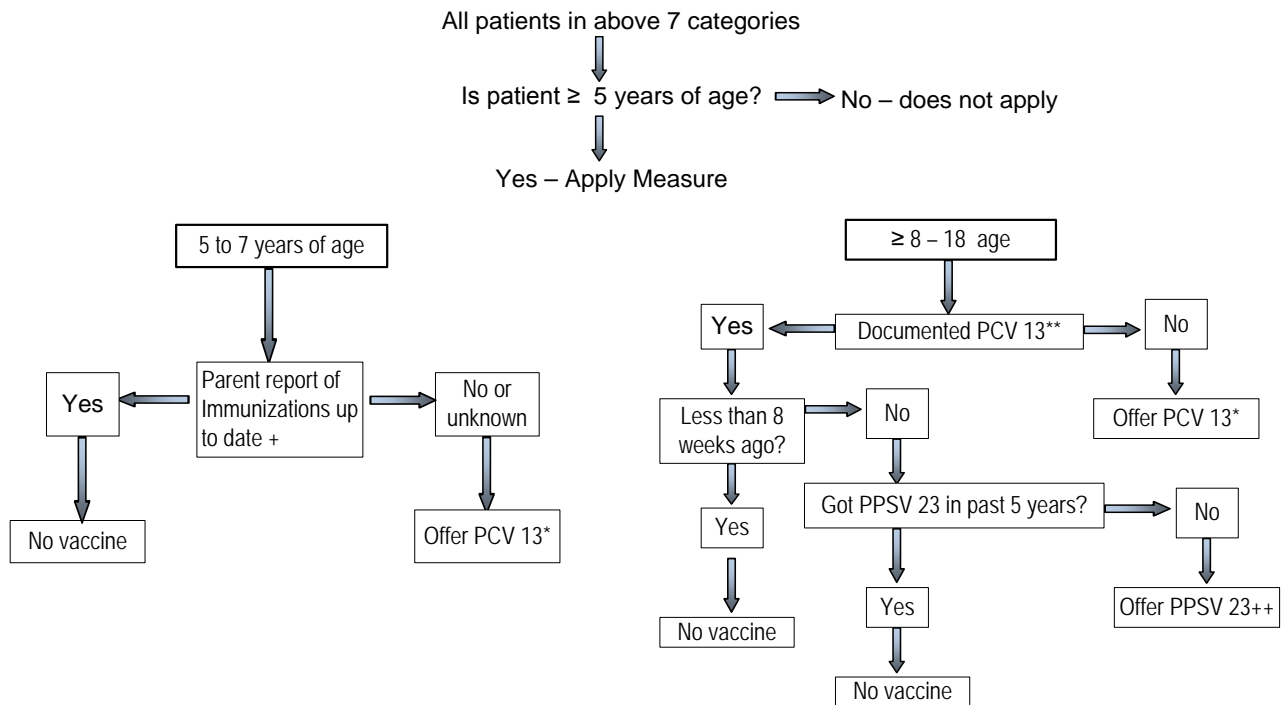 All patients in above 7 categories
Is patient ≥ 5 years of age?
No – does not apply
Yes – Apply Measure
5 to 7 years of age
Parent report of
Immunizations up
to date +
Yes
No or
unknown
No vaccine
Offer PCV 13*
≥ 8 – 18 age
Yes
Documented PCV 13**
No
Less than 8
weeks ago?
No
Offer PCV 13*
Yes
Got PPSV 23 in past 5 years?
No
No vaccine
Yes
Offer PPSV 23++
No vaccine